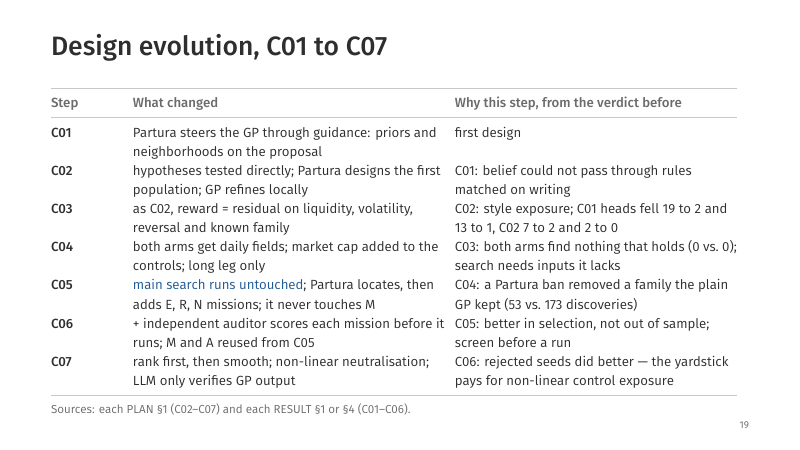 Design evolution, C01 to C07
Step What changed Why this step, from the verdict before
C01 Partura steers the GP through guidance: priors and first design
neighborhoods on the proposal
C02 hypotheses tested directly; Partura designs the first C01: belief could not pass through rules
population; GP refines locally matched on writing
C03 as C02, reward = residual on liquidity, volatility, C02: style exposure; C01 heads fell 19 to 2 and
reversal and known family 13 to 1, C02 7 to 2 and 2 to 0
C04 both arms get daily fields; market cap added to the C03: both arms find nothing that holds (0 vs. 0);
controls; long leg only search needs inputs it lacks
C05 main search runs untouched; Partura locates, then C04: a Partura ban removed a family the plain
adds E, R, N missions; it never touches M GP kept (53 vs. 173 discoveries)
C06 + independent auditor scores each mission before it C05: better in selection, not out of sample;
runs; M and A reused from C05 screen before a run
C07 rank first, then smooth; non-linear neutralisation; C06: rejected seeds did better — the yardstick
LLM only verifies GP output pays for non-linear control exposure
Sources: each PLAN §1 (C02–C07) and each RESULT §1 or §4 (C01–C06).
19